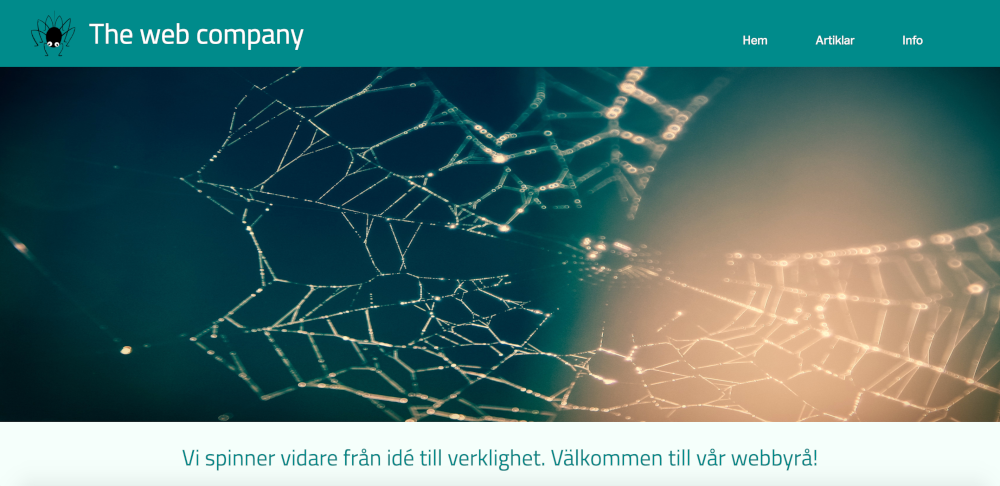 The web company
Hem Artiklar Info
Vi spinner vidare från idé till verklighet. Välkommen till vår webbyrå!